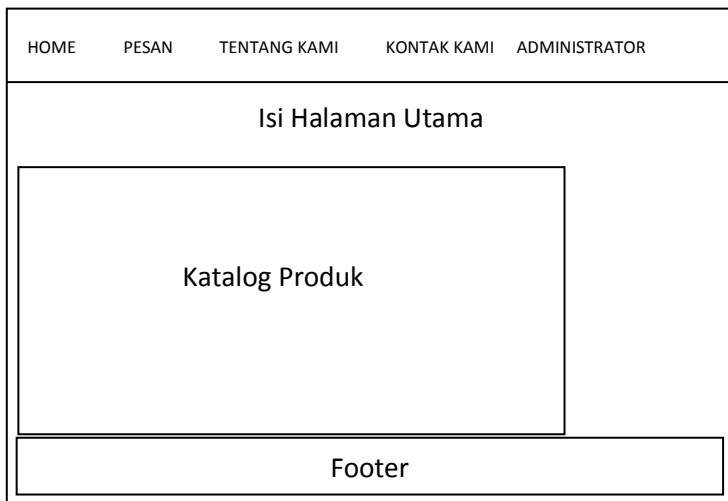 HOME PESAN TENTANG KAMI KONTAK KAMI ADMINISTRATOR
Isi Halaman Utama
Katalog Produk
Footer